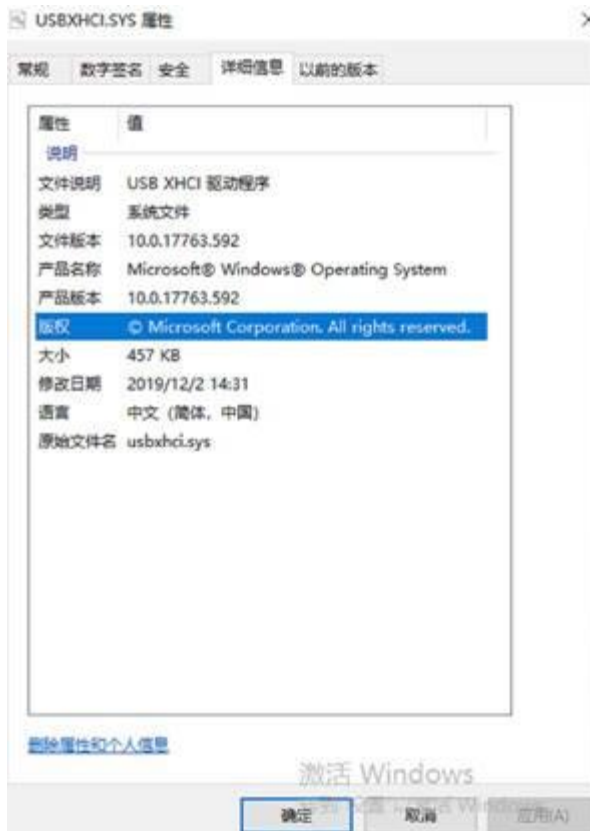 USBXHCI.SYS 属性
常规 数字签名 安全 详细信息 以前的版本
属性 值
说明
文件说明 USB XHCI 驱动程序
类型 系统文件
文件版本 10.0.17763.592
产品名称 Microsoft® Windows® Operating System
产品版本 10.0.17763.592
版权 © Microsoft Corporation. All rights reserved.
大小 457 KB
修改日期 2019/12/2 14:31
语言 中文 (简体, 中国)
原始文件名 usbxhci.sys
删除属性和个人信息
激活 Windows
确定 取消 应用(A)